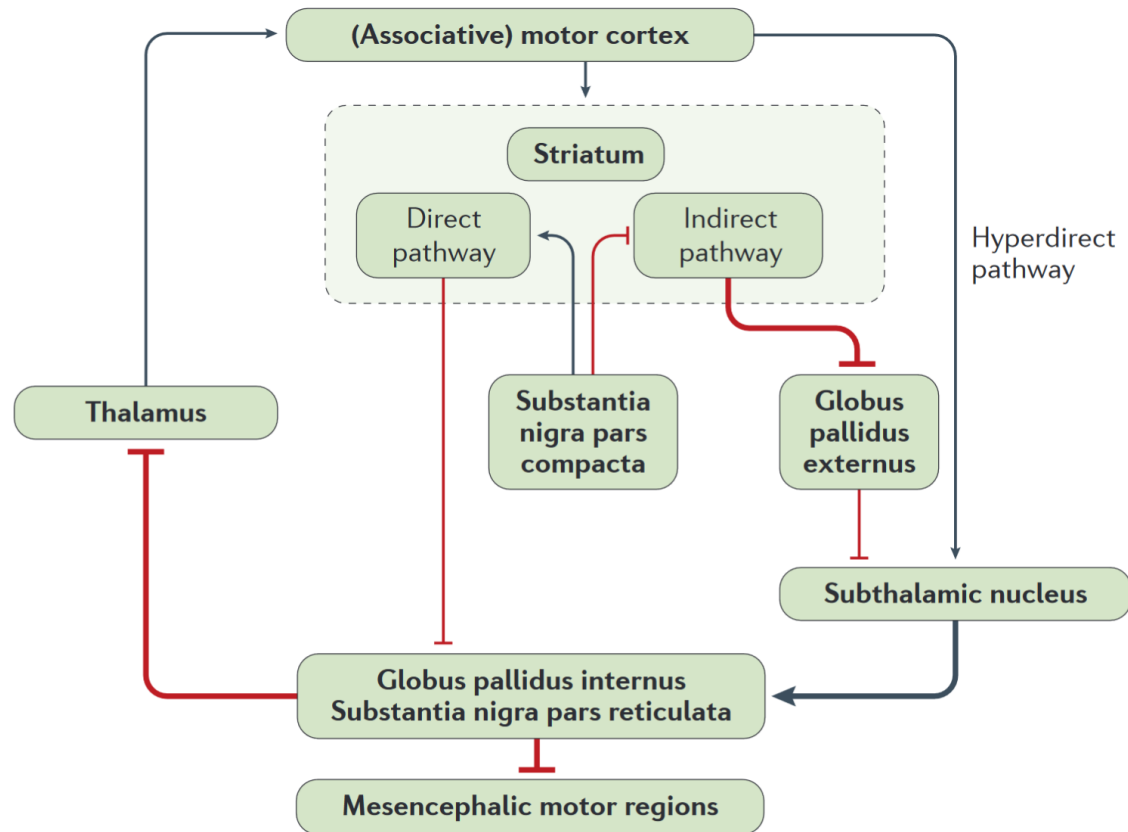 (Associative) motor cortex
Striatum
Direct
pathway
Indirect
pathway
Hyperdirect
pathway
Thalamus
Substantia
nigra pars
compacta
Globus
pallidus
externus
Subthalamic nucleus
Globus pallidus internus
Substantia nigra pars reticulata
Mesencephalic motor regions